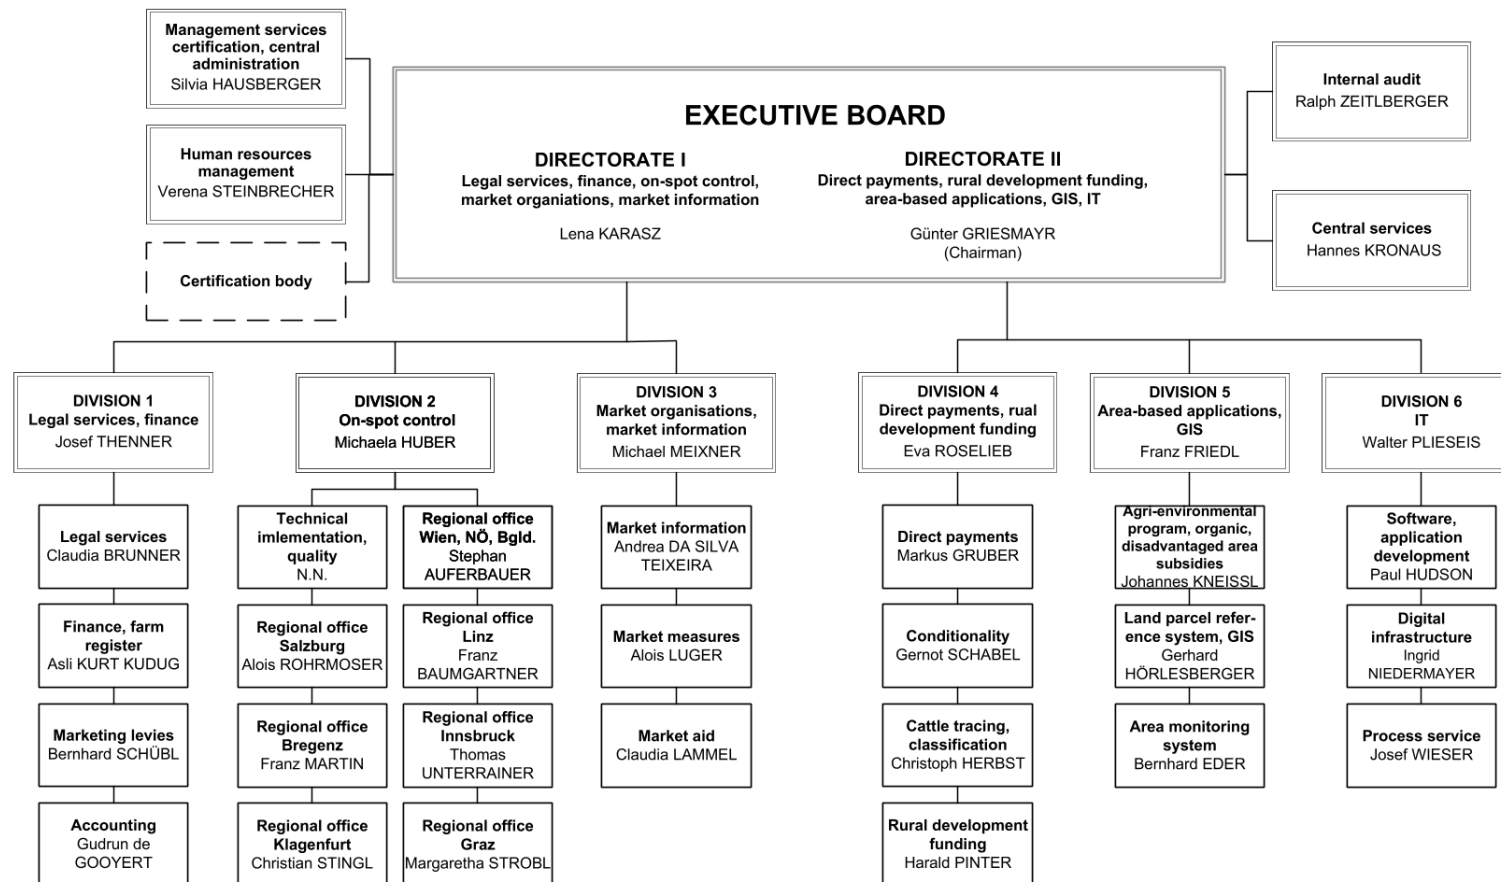 Management services
certification, central
administration
Silvia HAUSBERGER
Human resources
management
Verena STEINBRECHER
Certification body
EXECUTIVE BOARD
DIRECTORATE I
Legal services, finance, on-spot control,
market organiations, market information
Lena KARASZ
DIRECTORATE II
Direct payments, rural development funding,
area-based applications, GIS, IT
Günter GRIESMAYR
(Chairman)
Internal audit
Ralph ZEITLBERGER
Central services
Hannes KRONAUS
DIVISION 1
Legal services, finance
Josef THENNER
DIVISION 2
On-spot control
Michaela HUBER
DIVISION 3
Market organisations,
market information
Michael MEIXNER
DIVISION 4
Direct payments, rual
development funding
Eva ROSELIEB
DIVISION 5
Area-based applications,
GIS
Franz FRIEDL
DIVISION 6
IT
Walter PLIESEIS
Legal services
Claudia BRUNNER
Finance, farm
register
Asli KURT KUDUG
Marketing levies
Bernhard SCHÜBL
Accounting
Gudrun de
GOOYERT
Technical
imlementation,
quality
N.N.
Regional office
Salzburg
Alois ROHRMOSER
Regional office
Bregenz
Franz MARTIN
Regional office
Klagenfurt
Christian STINGL
Regional office
Wien, NÖ, Bgld.
Stephan
AUFERBAUER
Regional office
Linz
Franz
BAUMGARTNER
Regional office
Innsbruck
Thomas
UNTERRAINER
Regional office
Graz
Margaretha STROBL
Market information
Andrea DA SILVA
TEIXEIRA
Market measures
Alois LUGER
Market aid
Claudia LAMMEL
Direct payments
Markus GRUBER
Conditionality
Gernot SCHABEL
Cattle tracing,
classification
Christoph HERBST
Rural development
funding
Harald PINTER
Agri-environmental
program, organic,
disadvantaged area
subsidies
Johannes KNEISSL
Land parcel refer-
ence system, GIS
Gerhard
HÖRLESBERGER
Area monitoring
system
Bernhard EDER
Software,
application
development
Paul HUDSON
Digital
infrastructure
Ingrid
NIEDERMAYER
Process service
Josef WIESER